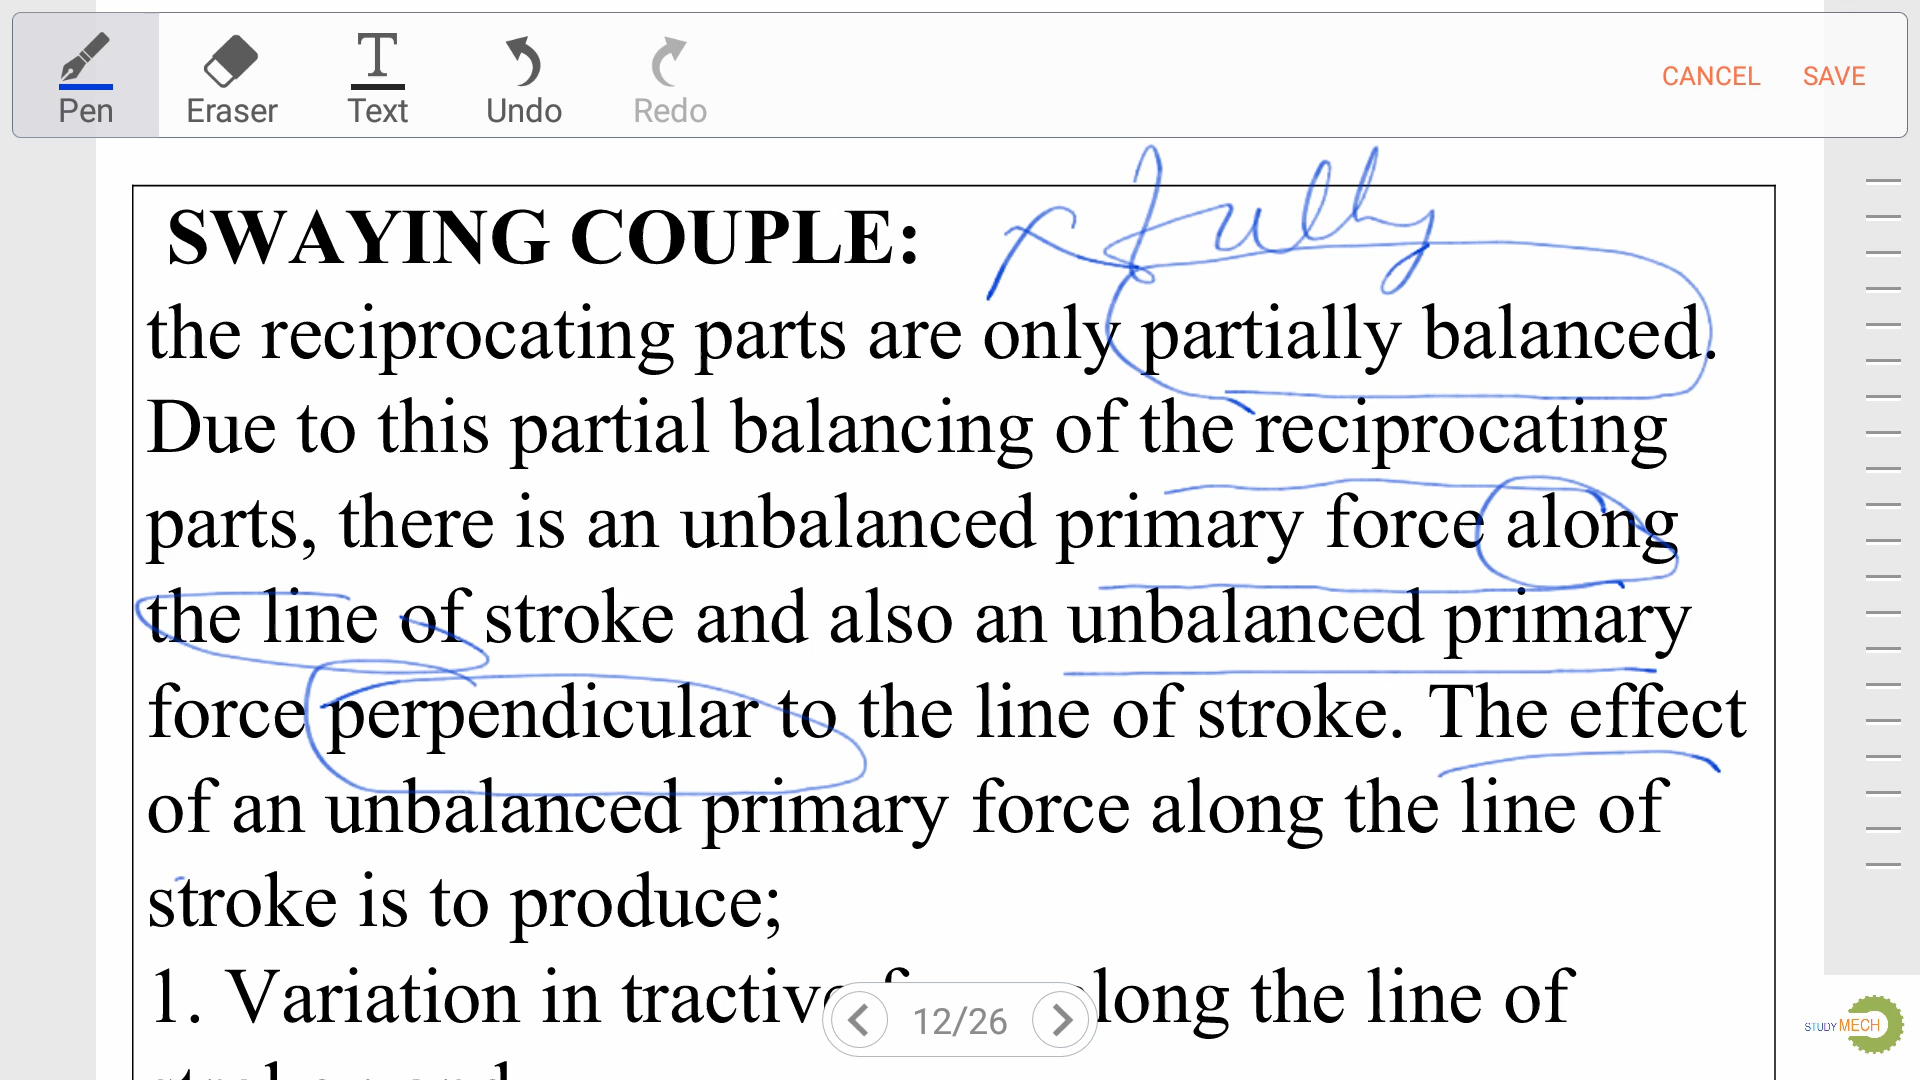 Pen Eraser Text Undo Redo CANCEL SAVE
x fully
SWAYING COUPLE:
the reciprocating parts are only partially balanced.
Due to this partial balancing of the reciprocating
parts, there is an unbalanced primary force along
the line of stroke and also an unbalanced primary
force perpendicular to the line of stroke. The effect
of an unbalanced primary force along the line of
stroke is to produce;
1. Variation in tractive along the line of
12/26
STUDY MECH